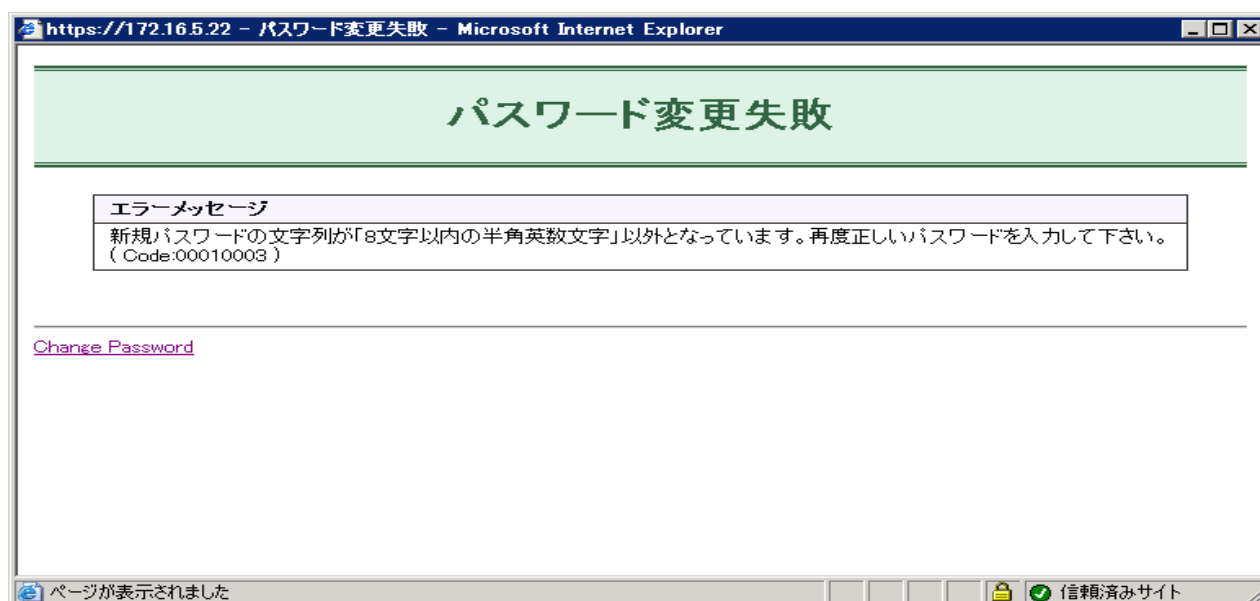 https://172.16.5.22 - パスワード変更失敗 - Microsoft Internet Explorer
パスワード変更失敗
エラーメッセージ
新規パスワードの文字列が「8文字以内の半角英数文字」以外となっています。再度正しいパスワードを入力して下さい。
( Code:00010003 )
Change Password
ページが表示されました
信頼済みサイト